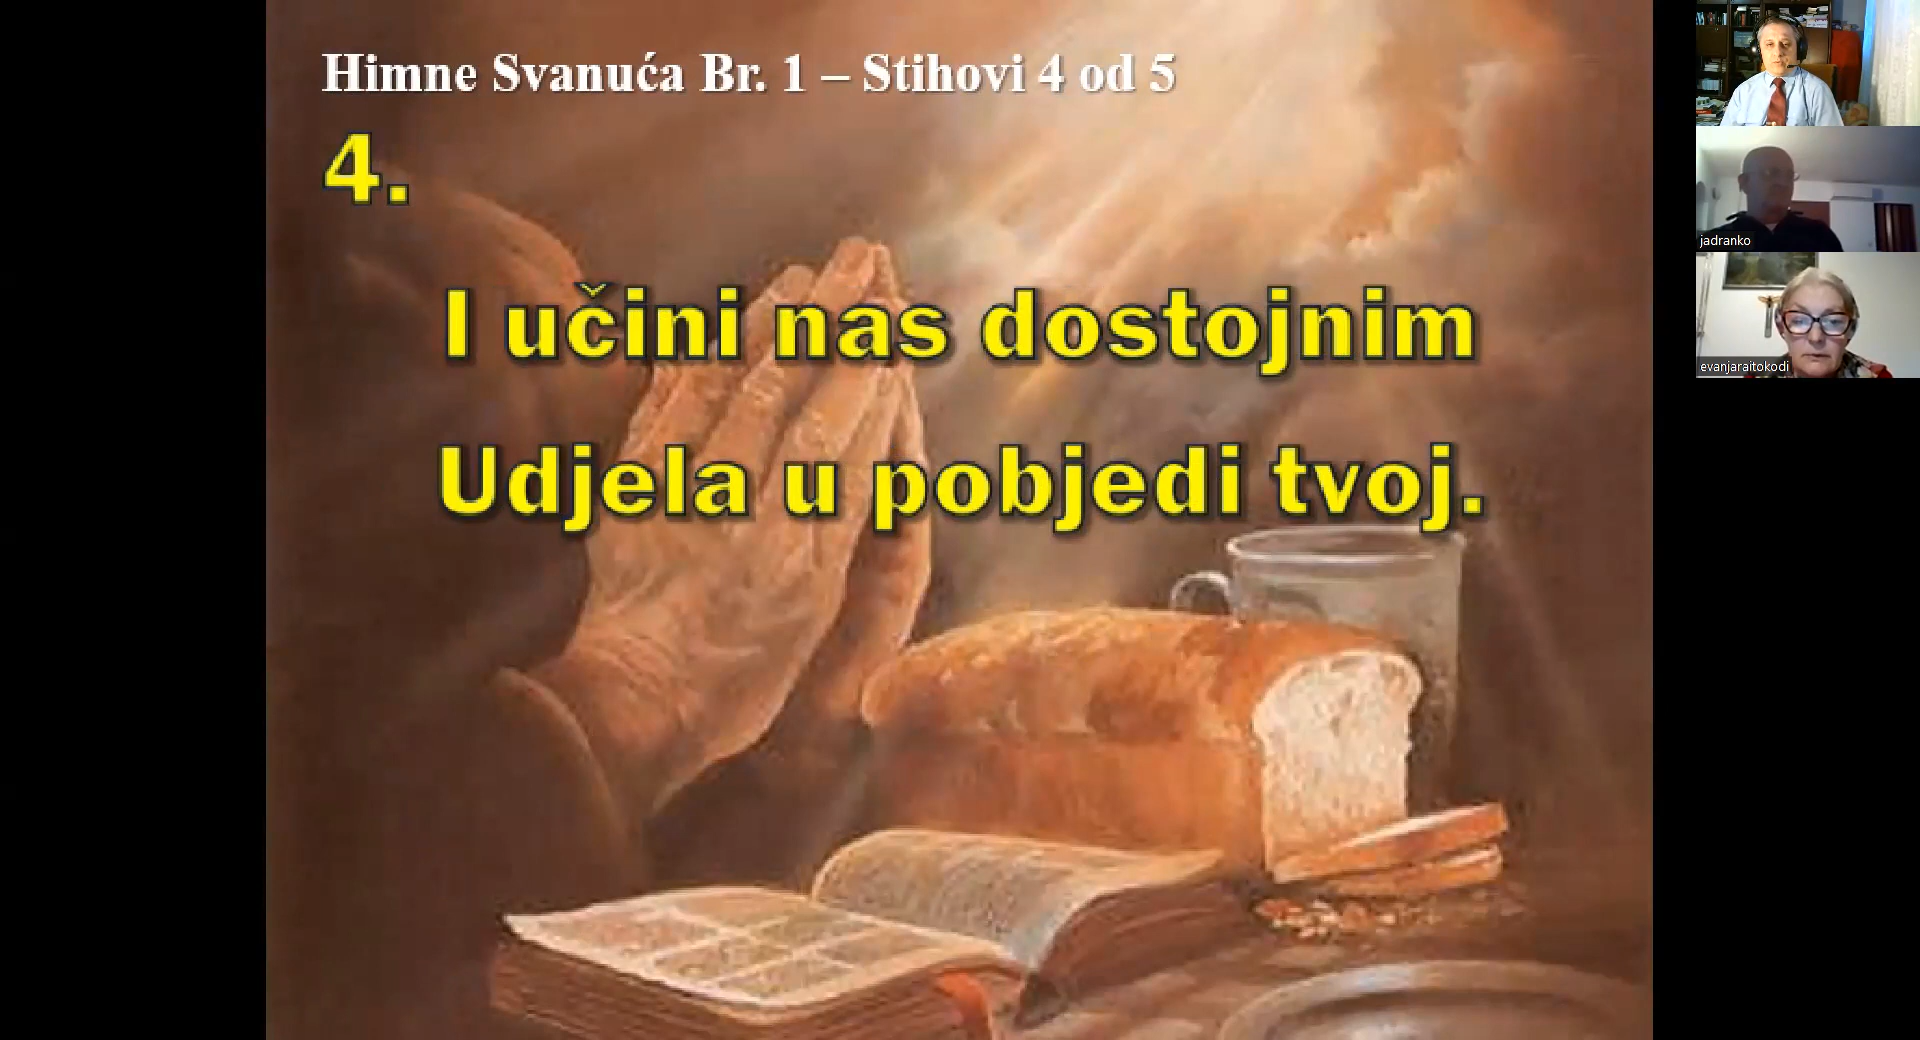 Himne Svanuća Br. 1 – Stihovi 4 od 5
4.
I učini nas dostojnim
Udjela u pobjedi tvoj.
jadranko
evanjaraitokodi